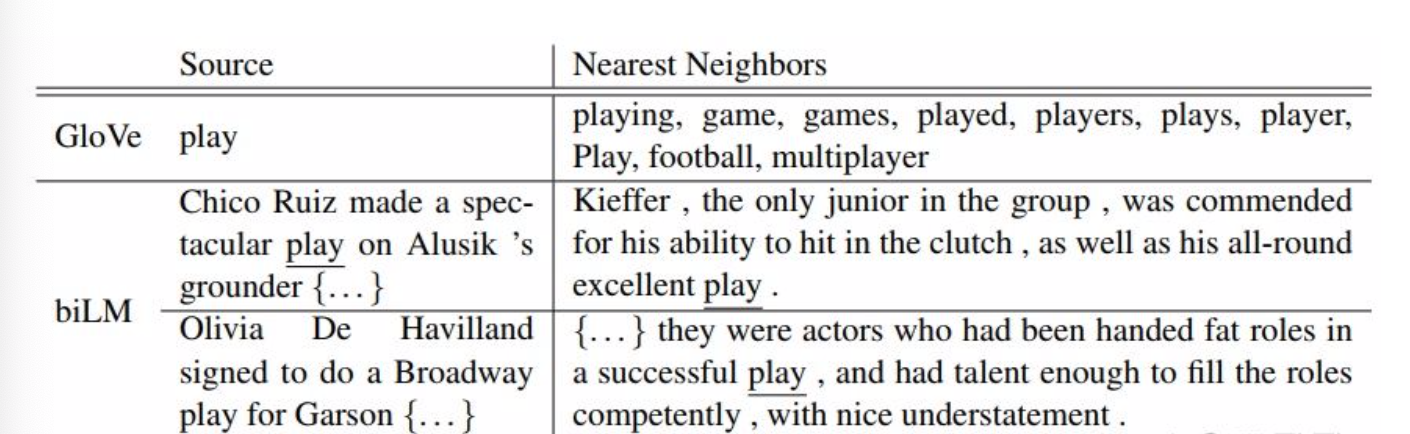 Source Nearest Neighbors
playing, game, games, played, players, plays, player,
GloVe play
Play, football, multiplayer
Chico Ruiz made a spec-
tacular play on Alusik 's
grounder {...}
Kieffer , the only junior in the group , was commended
for his ability to hit in the clutch , as well as his all-round
excellent play .
biLM
Olivia De Havilland
signed to do a Broadway
play for Garson {...}
{...} they were actors who had been handed fat roles in
a successful play , and had talent enough to fill the roles
competently , with nice understatement .